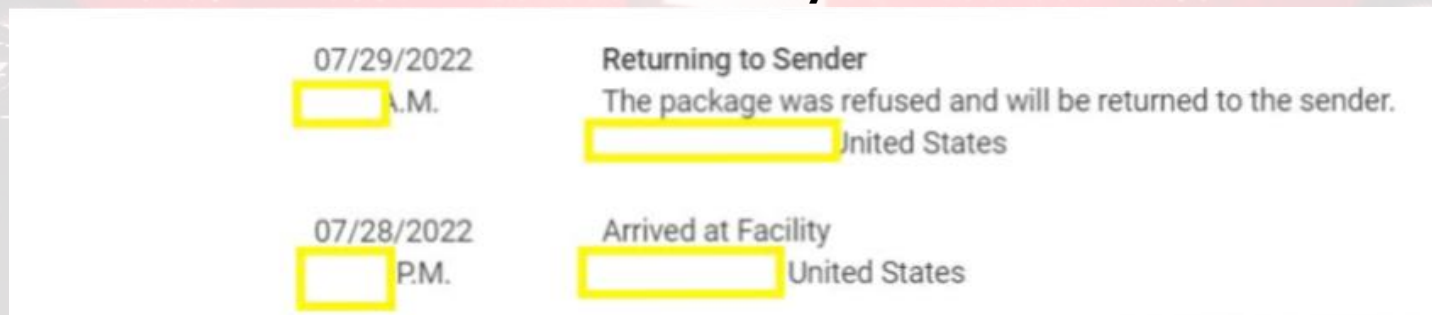 07/29/2022 Returning to Sender
A.M. The package was refused and will be returned to the sender.
United States
07/28/2022 Arrived at Facility
P.M. United States